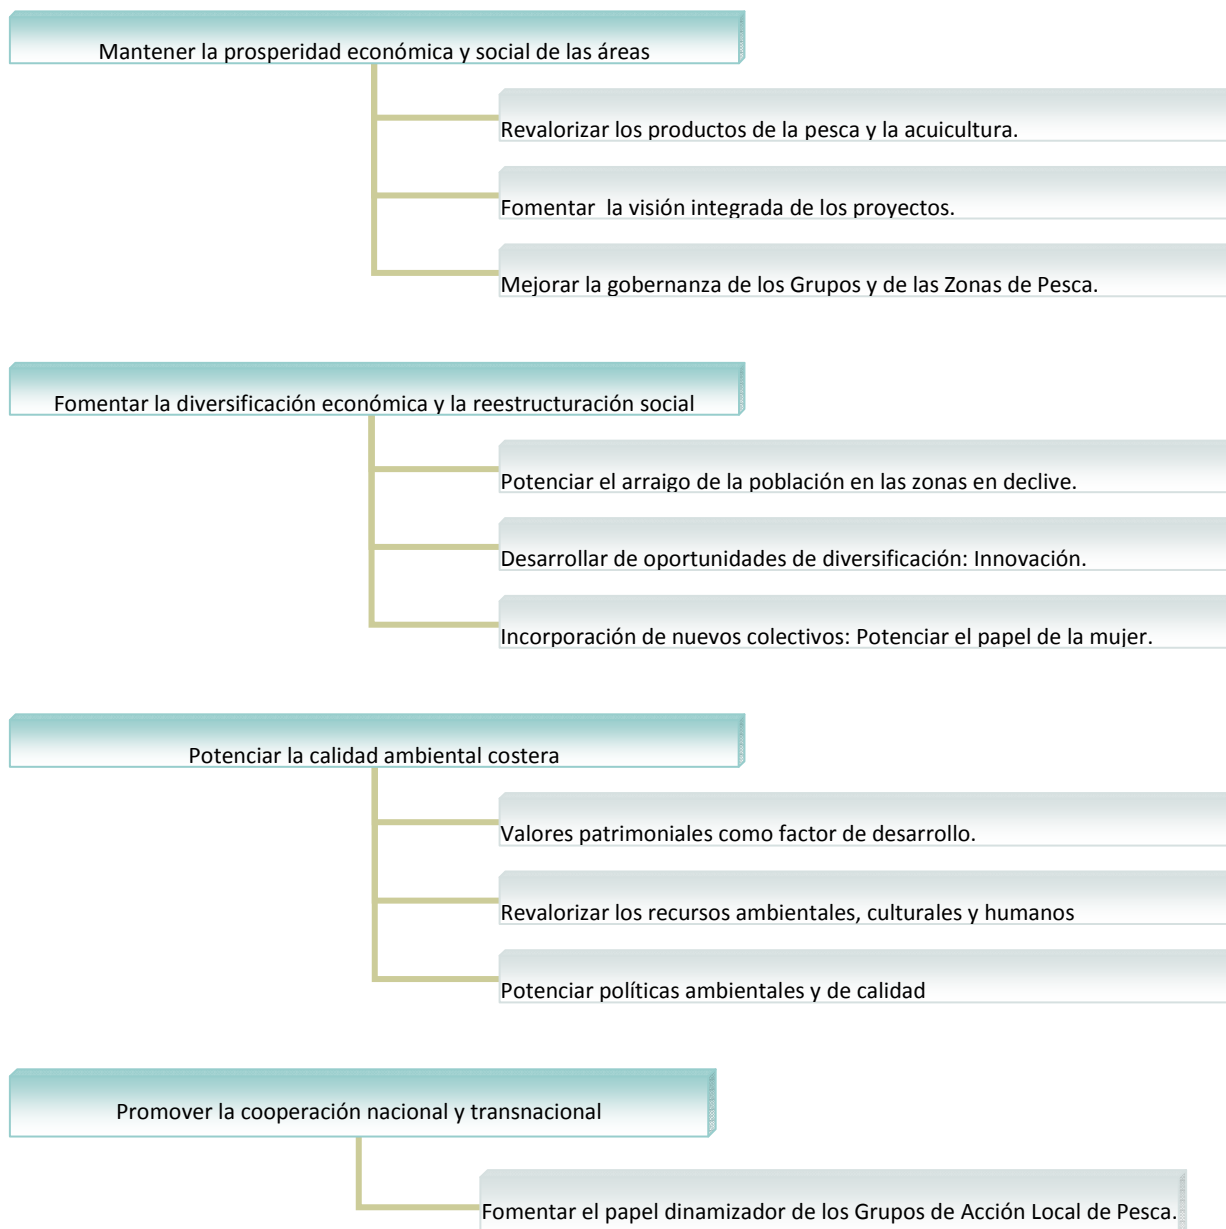 Mantener la prosperidad económica y social de las áreas
Revalorizar los productos de la pesca y la acuicultura.
Fomentar  la visión integrada de los proyectos.
Mejorar la gobernanza de los Grupos y de las Zonas de Pesca.
Fomentar la diversificación económica y la reestructuración social
Potenciar el arraigo de la población en las zonas en declive.
Desarrollar de oportunidades de diversificación: Innovación.
Incorporación de nuevos colectivos: Potenciar el papel de la mujer.
Potenciar la calidad ambiental costera
Valores patrimoniales como factor de desarrollo.
Revalorizar los recursos ambientales, culturales y humanos
Potenciar políticas ambientales y de calidad
Promover la cooperación nacional y transnacional
Fomentar el papel dinamizador de los Grupos de Acción Local de Pesca.